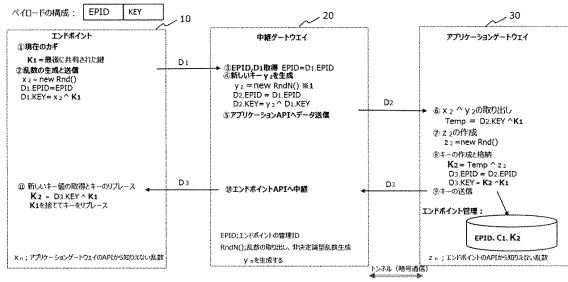 ペイロードの構成： EPID KEY
10
20
30
エンドポイント
①現在のカギ
K1=最後に共有された鍵
②乱数の生成と送信
x2=new Rnd()
D1.EPID=EPID
D1.KEY=x2^K1
⑪ 新しいキー値の取得とキーのリプレース
K2 = D3.KEY ^K1
K1を捨ててキーをリプレース
xn；アプリケーションゲートウェイのAPIから知りえない乱数
D1
D3
中継ゲートウェイ
③EPID,D1取得 EPID=D1.EPID
④新しいキーy2を生成
y2=new RndN() ※1
D2.EPID = D1.EPID
D2.KEY= y2^ D1.KEY
⑤アプリケーションAPIへデータ送信
⑩エンドポイントAPIへ中継
EPID;エンドポイントの管理ID
RndN();乱数の取出し、非決定論型乱数生成
ynを生成する
D2
D3
トンネル（暗号通信）
アプリケーションゲートウェイ
⑥ x2^y2の取り出し
Temp = D2.KEY ^K1
⑦ z2の作成
z2=new Rnd()
⑧キーの作成と格納
K2= Temp^ z2
D3.EPID = D2.EPID
D3.KEY = K2^K1
⑨キーの送信
エンドポイント管理：
EPID. C1. K2
zn；エンドポイントのAPIから知りえない乱数